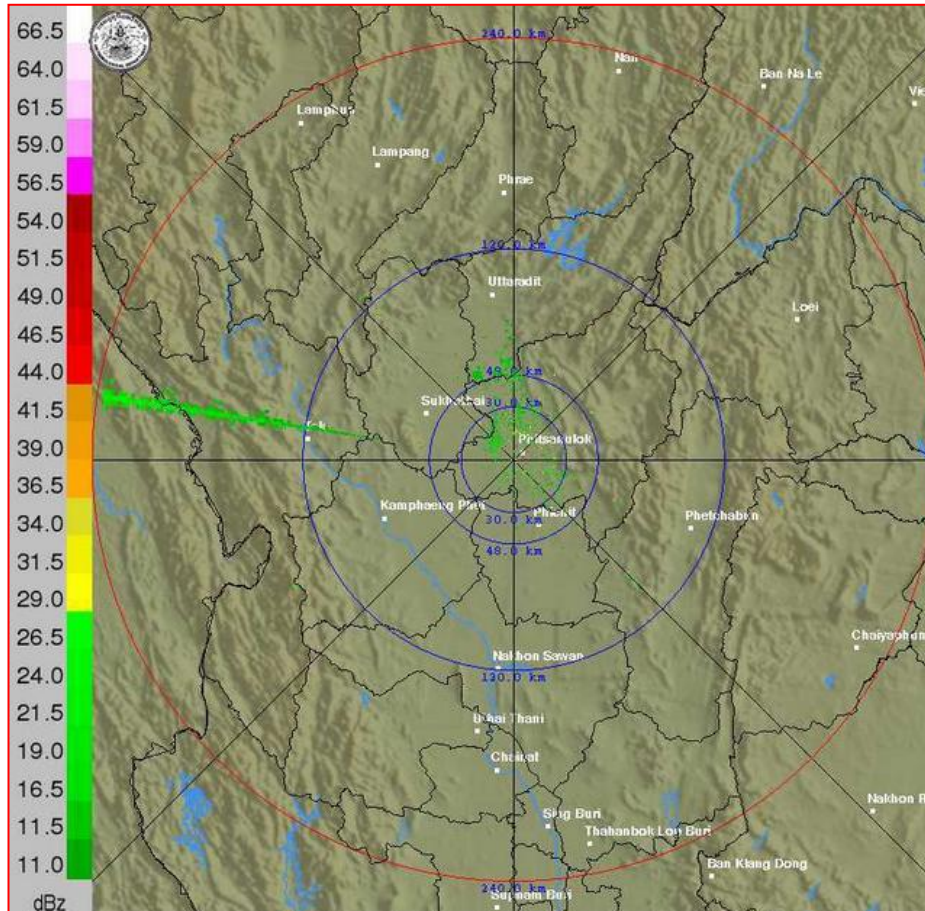 66.5
64.0
61.5
59.0
56.5
54.0
51.5
49.0
46.5
44.0
41.5
39.0
36.5
34.0
31.5
29.0
26.5
24.0
21.5
19.0
16.5
11.5
11.0
dBz
240.0 km
Nan
Ban Na Le
Lamphun
Lampang
Phrae
120.0 km
Uttaradit
Loei
48.0 km
30.0 km
Sukhothai
Phitsanulok
Tak
Kamphaeng Phet
Phichit
Phetchabun
30.0 km
48.0 km
Chaiyaphum
Nakhon Sawan
120.0 km
Uthai Thani
Chainat
Sing Buri
Thahanbok Lop Buri
Nakhon R
Ban Klang Dong
240.0 km
Suphan Buri